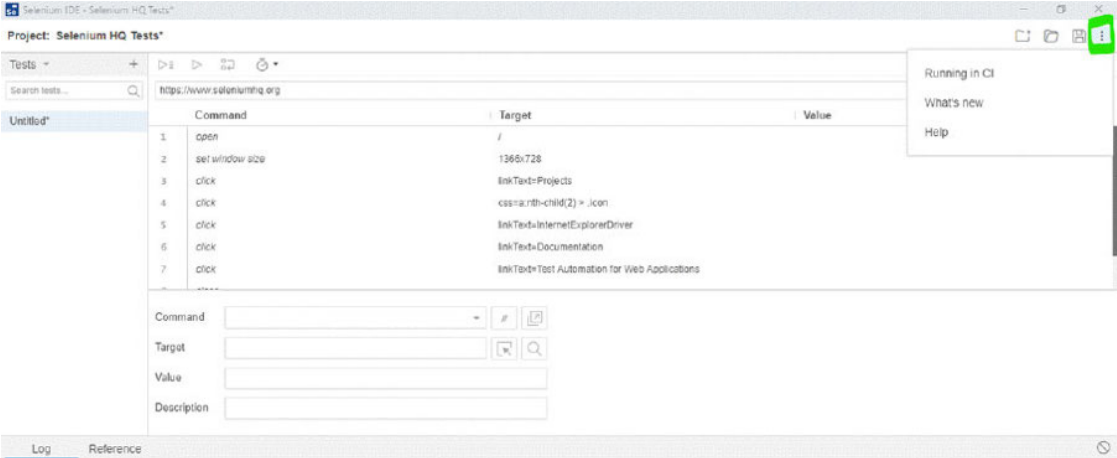 Selenium IDE - Selenium HQ Tests*
Project: Selenium HQ Tests*
Tests
Search tests...
Untitled*
https://www.seleniumhq.org
Command Target Value
1 open /
2 set window size 1366x728
3 click linkText=Projects
4 click css=a:nth-child(2) > .icon
5 click linkText=InternetExplorerDriver
6 click linkText=Documentation
7 click linkText=Test Automation for Web Applications
Running in CI
What's new
Help
Command //
Target
Value
Description
Log Reference